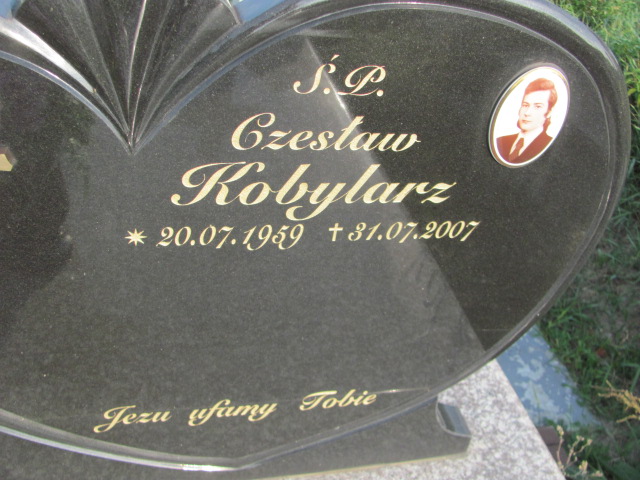 Ś.P.
Czesław
Kobylarz
✷ 20.07.1959 ✝ 31.07.2007
Jezu ufamy Tobie